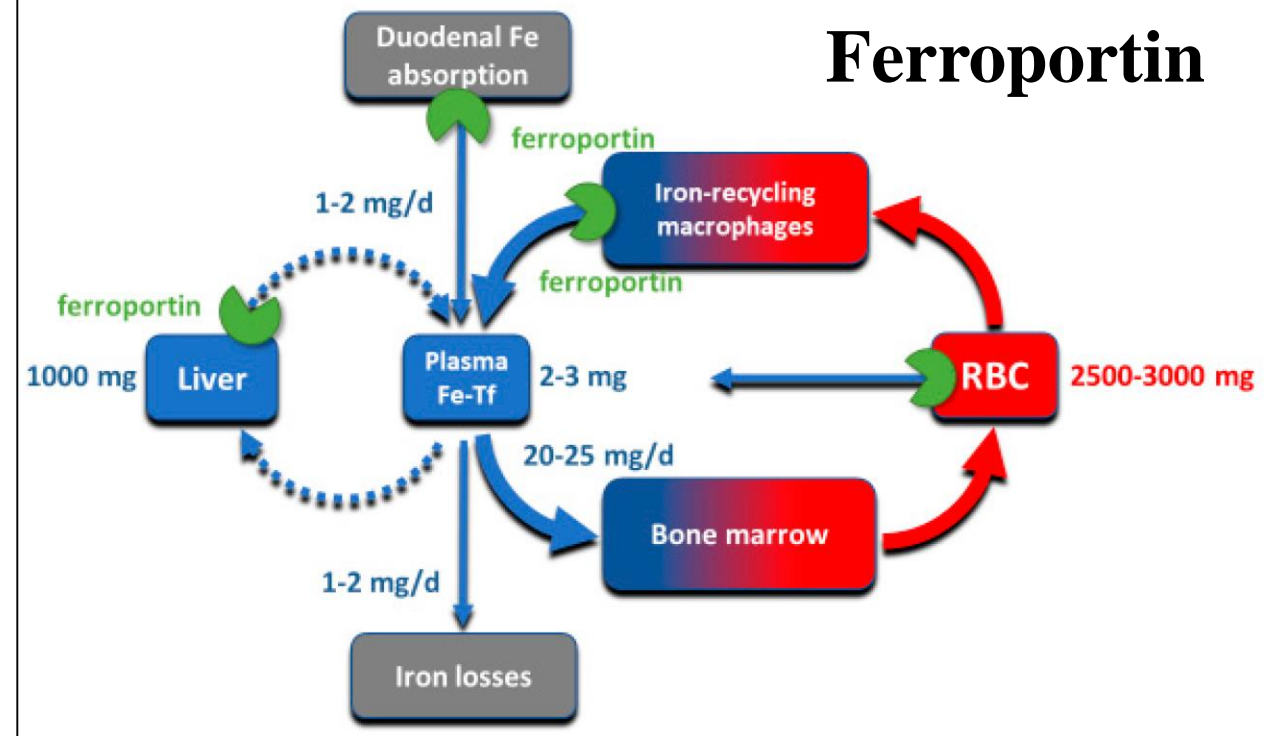 Ferroportin
Duodenal Fe
absorption
ferroportin
1-2 mg/d
Iron-recycling
macrophages
ferroportin
ferroportin
1000 mg
Liver
Plasma
Fe-Tf
2-3 mg
RBC
2500-3000 mg
20-25 mg/d
Bone marrow
1-2 mg/d
Iron losses